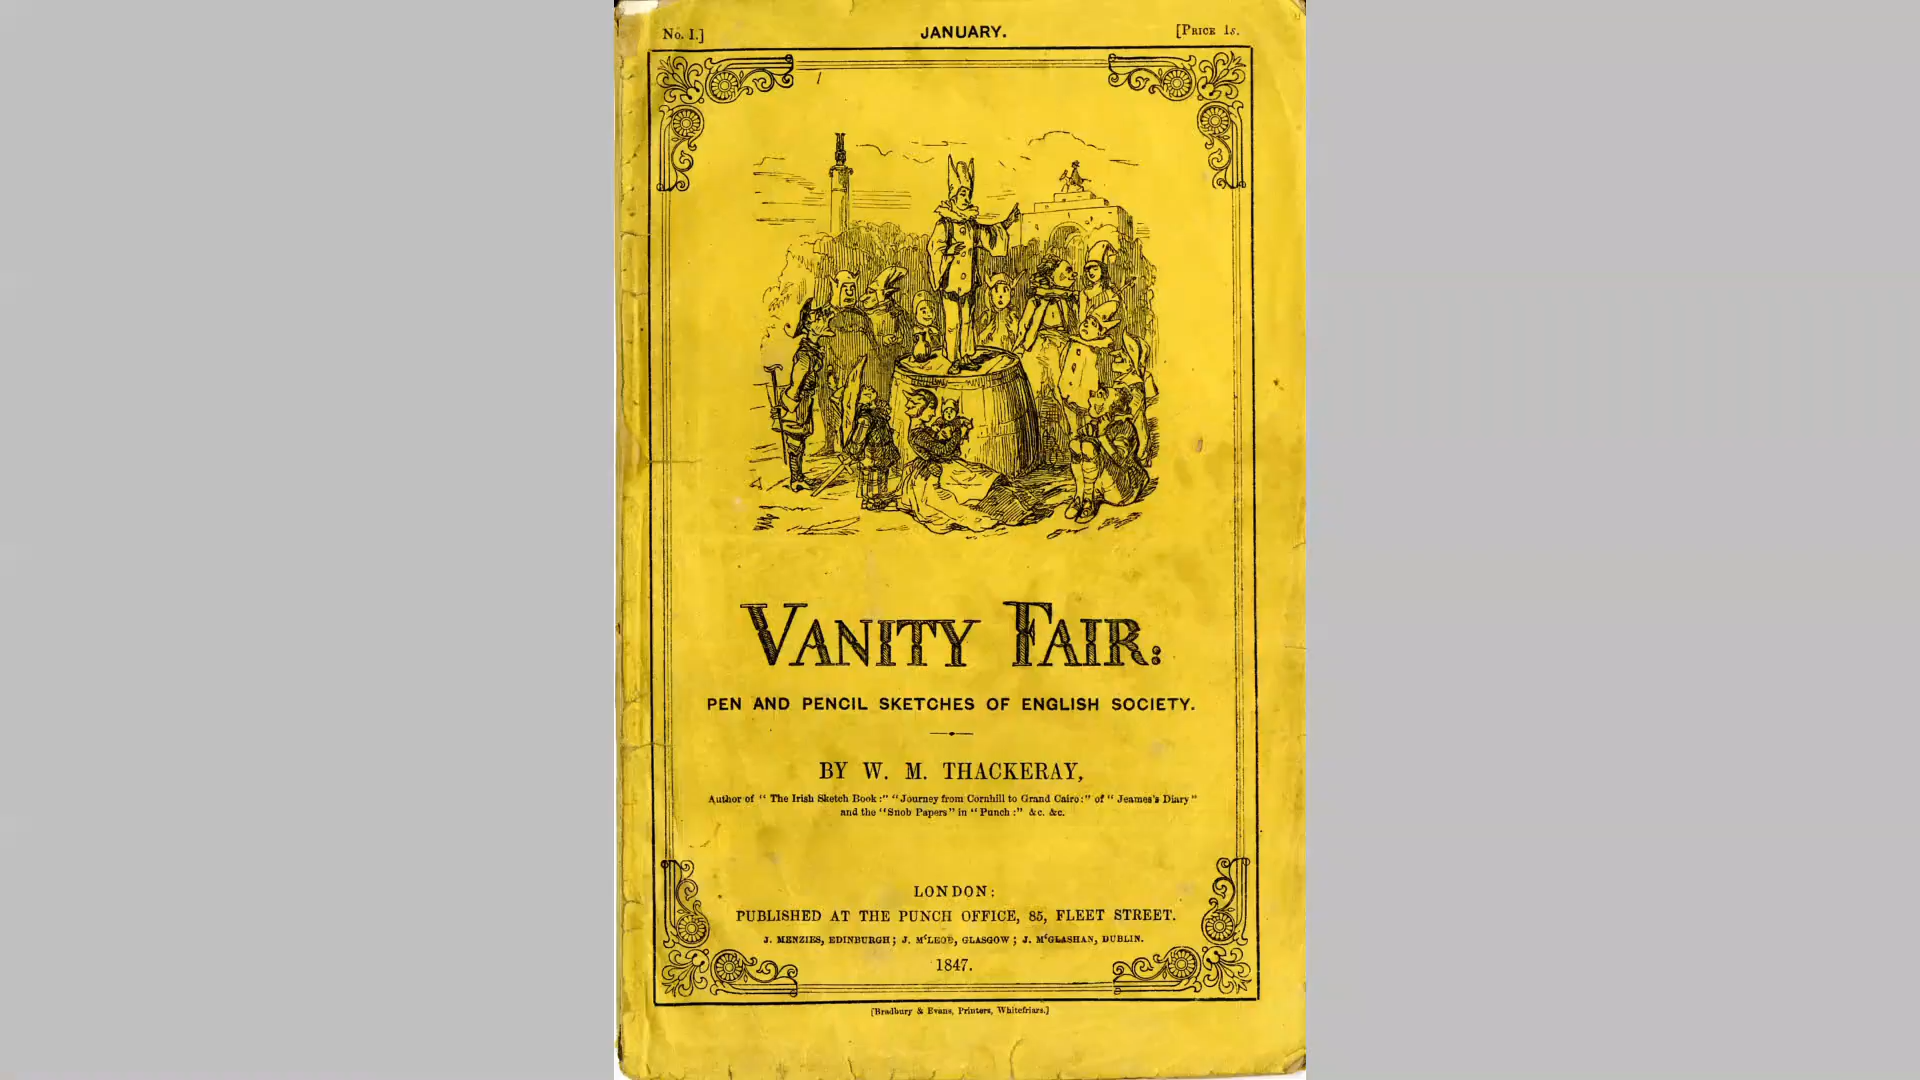 No. I.]
JANUARY.
[PRICE 1s.
VANITY FAIR:
PEN AND PENCIL SKETCHES OF ENGLISH SOCIETY.
BY W. M. THACKERAY,
Author of " The Irish Sketch Book :" " Journey from Cornhill to Grand Cairo :" of " Jeames's Diary "
and the " Snob Papers " in " Punch :" &c. &c.
LONDON:
PUBLISHED AT THE PUNCH OFFICE, 85, FLEET STREET.
J. MENZIES, EDINBURGH; J. McLEOD, GLASGOW; J. McGLASHAN, DUBLIN.
1847.
[Bradbury & Evans, Printers, Whitefriars.]